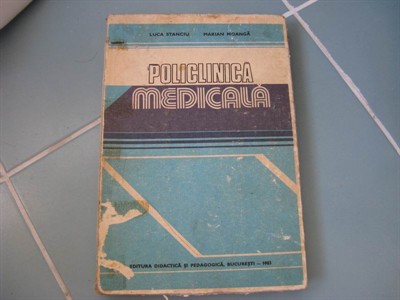 LUCA STANCIU MARIAN MOANGĂ
POLICLINICA
MEDICALĂ
EDITURA DIDACTICĂ ȘI PEDAGOGICĂ, BUCUREȘTI - 1981